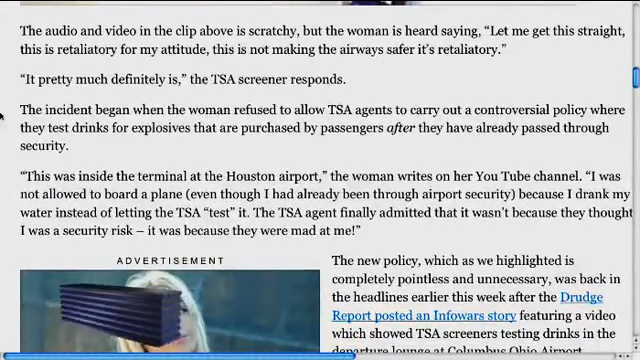 The audio and video in the clip above is scratchy, but the woman is heard saying, “Let me get this straight,
this is retaliatory for my attitude, this is not making the airways safer it’s retaliatory.”
“It pretty much definitely is,” the TSA screener responds.
The incident began when the woman refused to allow TSA agents to carry out a controversial policy where
they test drinks for explosives that are purchased by passengers after they have already passed through
security.
“This was inside the terminal at the Houston airport,” the woman writes on her You Tube channel. “I was
not allowed to board a plane (even though I had already been through airport security) because I drank my
water instead of letting the TSA “test” it. The TSA agent finally admitted that it wasn’t because they thought
I was a security risk – it was because they were mad at me!”
ADVERTISEMENT
The new policy, which as we highlighted is
completely pointless and unnecessary, was back in
the headlines earlier this week after the Drudge
Report posted an Infowars story featuring a video
which showed TSA screeners testing drinks in the
departure lounge at Columbus Ohio Airport